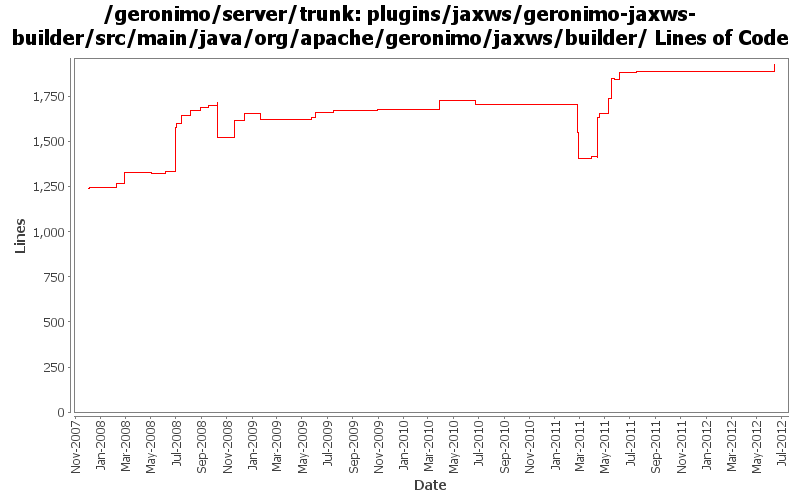 /geronimo/server/trunk: plugins/jaxws/geronimo-jaxws-
builder/src/main/java/org/apache/geronimo/jaxws/builder/ Lines of Code
1,750
1,500
1,250
1,000
750
500
250
0
Lines
Nov-2007
Jan-2008
Mar-2008
May-2008
Jul-2008
Sep-2008
Nov-2008
Jan-2009
Mar-2009
May-2009
Jul-2009
Sep-2009
Nov-2009
Jan-2010
Mar-2010
May-2010
Jul-2010
Sep-2010
Nov-2010
Jan-2011
Mar-2011
May-2011
Jul-2011
Sep-2011
Nov-2011
Jan-2012
Mar-2012
May-2012
Jul-2012
Date